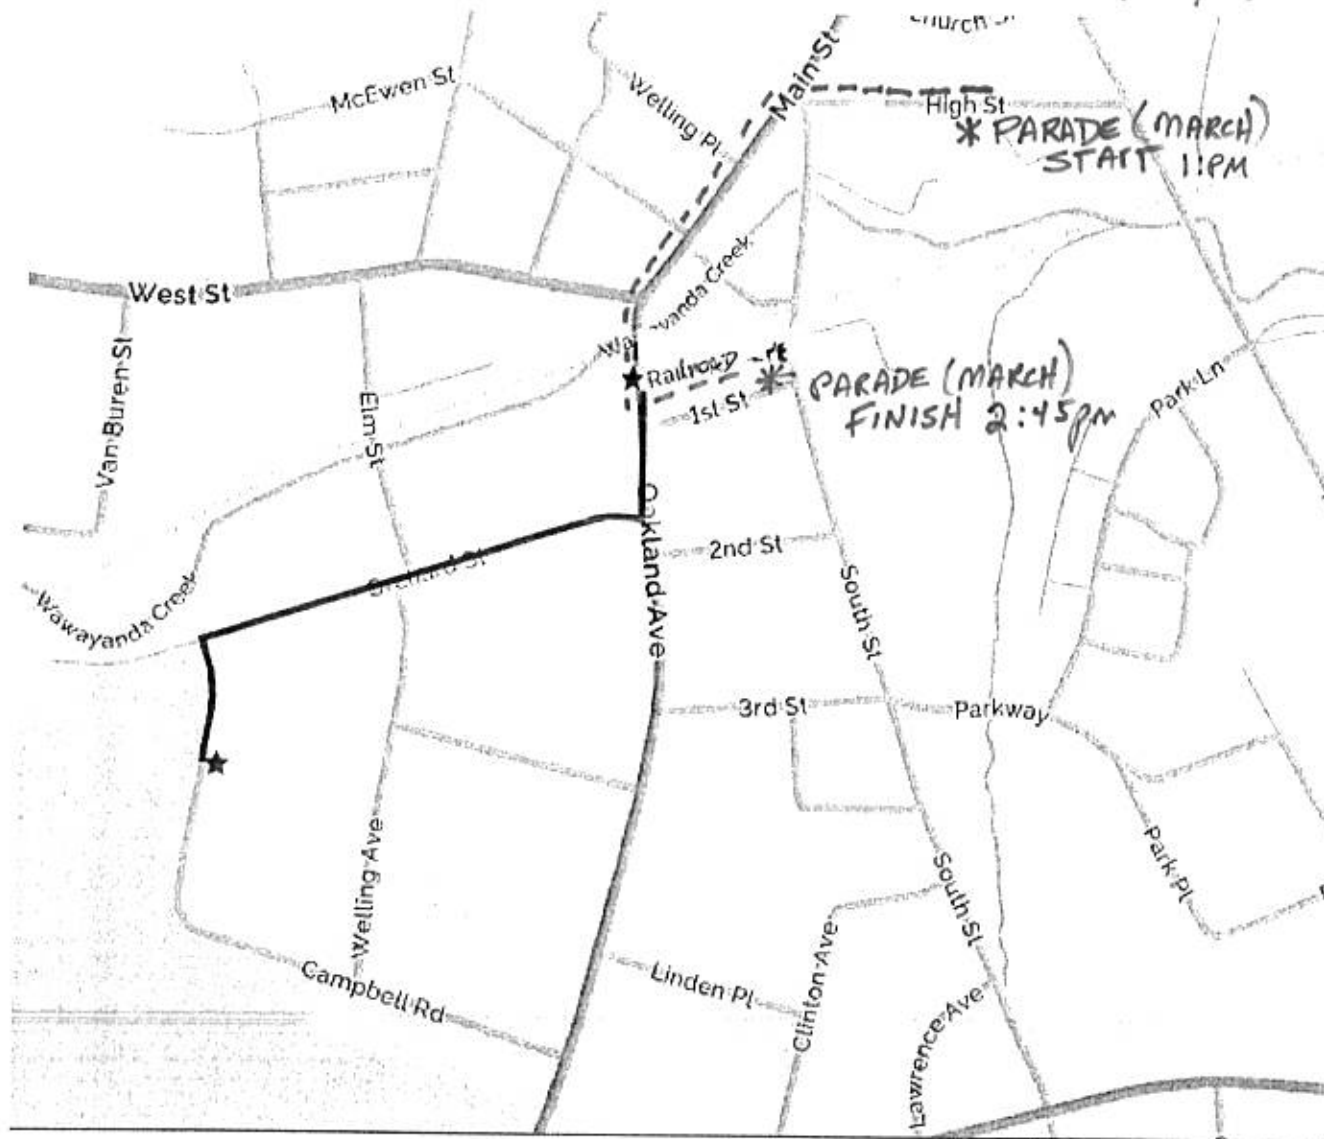 Church St
Main St
McEwen St
Welling Pl
High St
* PARADE (MARCH)
START 1:PM
Wawayanda Creek
West St
Railroad
PARADE (MARCH)
FINISH 2:45pm
1st St
Van Buren St
Elm St
Park Ln
Oakland Ave
2nd St
Orchard St
South St
Wawayanda Creek
3rd St
Parkway
Welling Ave
Park Pl
South St
Campbell Rd
Linden Pl
Clinton Ave
Lawrence Ave